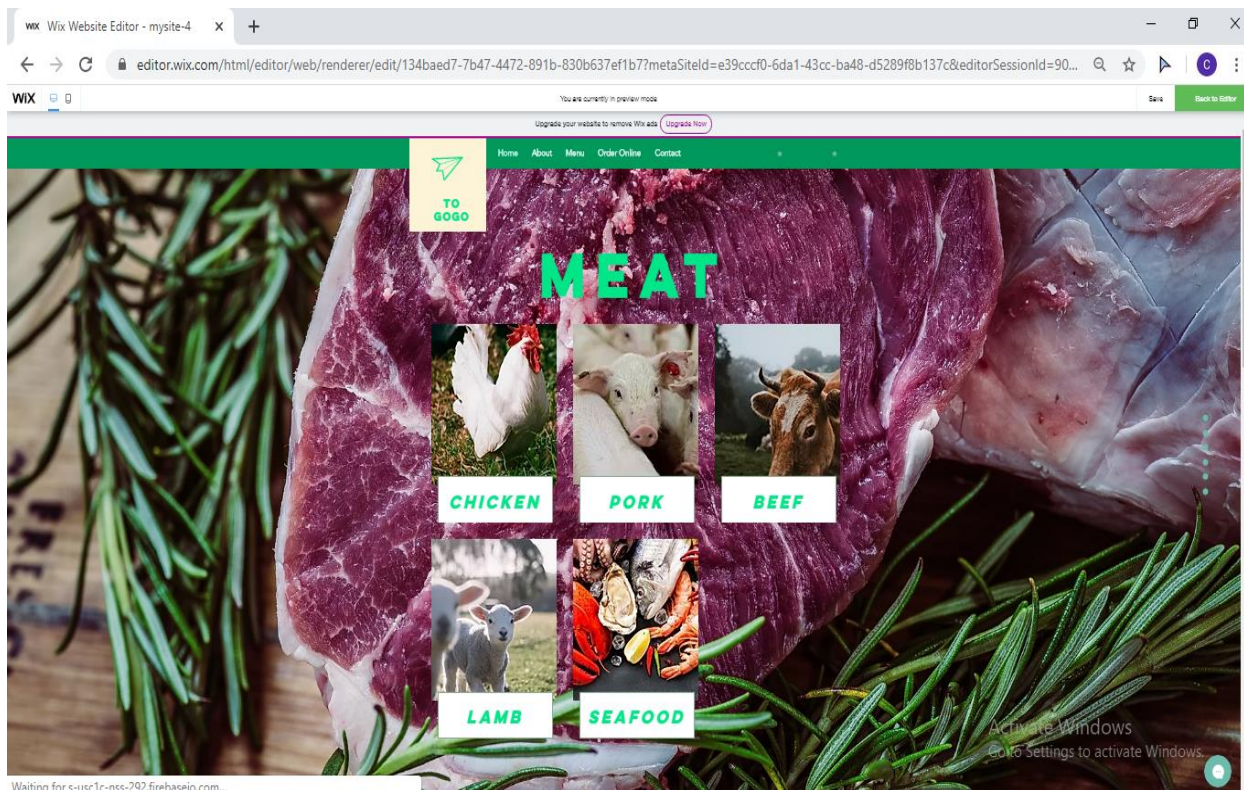 WIX Wix Website Editor - mysite-4 X +
editor.wix.com/html/editor/web/renderer/edit/134baed7-7b47-4472-891b-830b637ef1b7?metaSiteId=e39cccf0-6da1-43cc-ba48-d5289f8b137c&editorSessionId=90...
C
WiX
You are currently in preview mode
Save
Back to Editor
Upgrade your website to remove Wix ads Upgrade Now
Home About Menu Order Online Contact
TO
GOGO
MEAT
CHICKEN PORK BEEF
LAMB SEAFOOD
Activate Windows
Go to Settings to activate Windows.
Waiting for s-usc1c-nss-292.firebaseio.com...